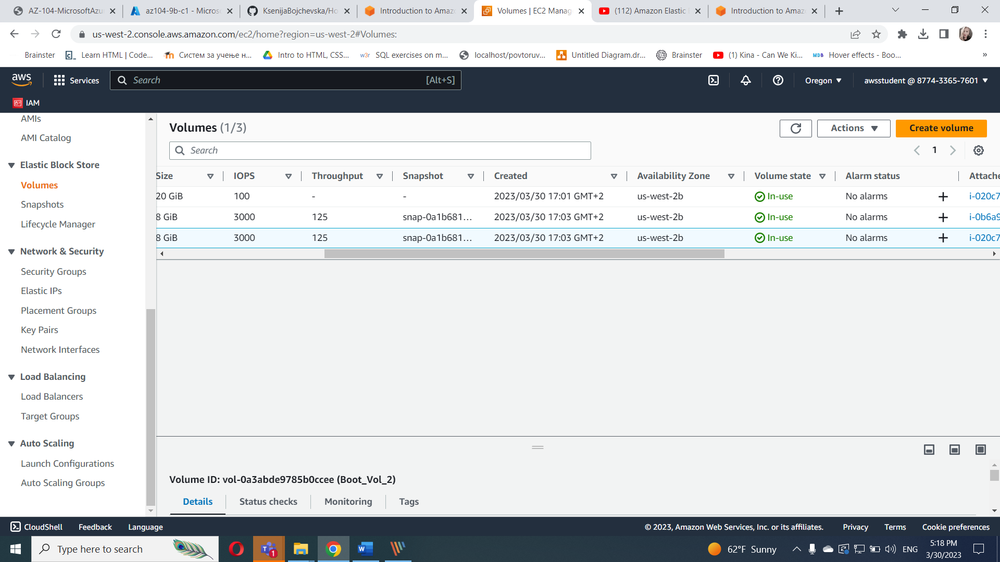 AZ-104-MicrosoftAzu
az104-9b-c1 - Micros
KsenijaBojchevska/Ho
Introduction to Amaz
Volumes | EC2 Manag
(112) Amazon Elastic
Introduction to Amaz
us-west-2.console.aws.amazon.com/ec2/home?region=us-west-2#Volumes:
Brainster
Learn HTML | Code...
Систем за учење н...
Intro to HTML, CSS...
w3r SQL exercises on m...
localhost/povtoruv...
Untitled Diagram.dr...
Brainster
(1) Kina - Can We Ki...
MDB Hover effects - Boo...
»
aws
Services
Search [Alt+S]
Oregon
awsstudent @ 8774-3365-7601
IAM
AMIs
AMI Catalog
Elastic Block Store
Volumes
Snapshots
Lifecycle Manager
Network & Security
Security Groups
Elastic IPs
Placement Groups
Key Pairs
Network Interfaces
Load Balancing
Load Balancers
Target Groups
Auto Scaling
Launch Configurations
Auto Scaling Groups
Volumes (1/3)
Actions
Create volume
Search
1
Size IOPS Throughput Snapshot Created Availability Zone Volume state Alarm status Attache
20 GiB 100 - - 2023/03/30 17:01 GMT+2 us-west-2b In-use No alarms + i-020c7
8 GiB 3000 125 snap-0a1b681... 2023/03/30 17:03 GMT+2 us-west-2b In-use No alarms + i-0b6a9
8 GiB 3000 125 snap-0a1b681... 2023/03/30 17:03 GMT+2 us-west-2b In-use No alarms + i-020c7
Volume ID: vol-0a3abde9785b0ccee (Boot_Vol_2)
Details Status checks Monitoring Tags
CloudShell Feedback Language
© 2023, Amazon Web Services, Inc. or its affiliates. Privacy Terms Cookie preferences
Type here to search
1
62°F Sunny
ENG
5:18 PM
3/30/2023